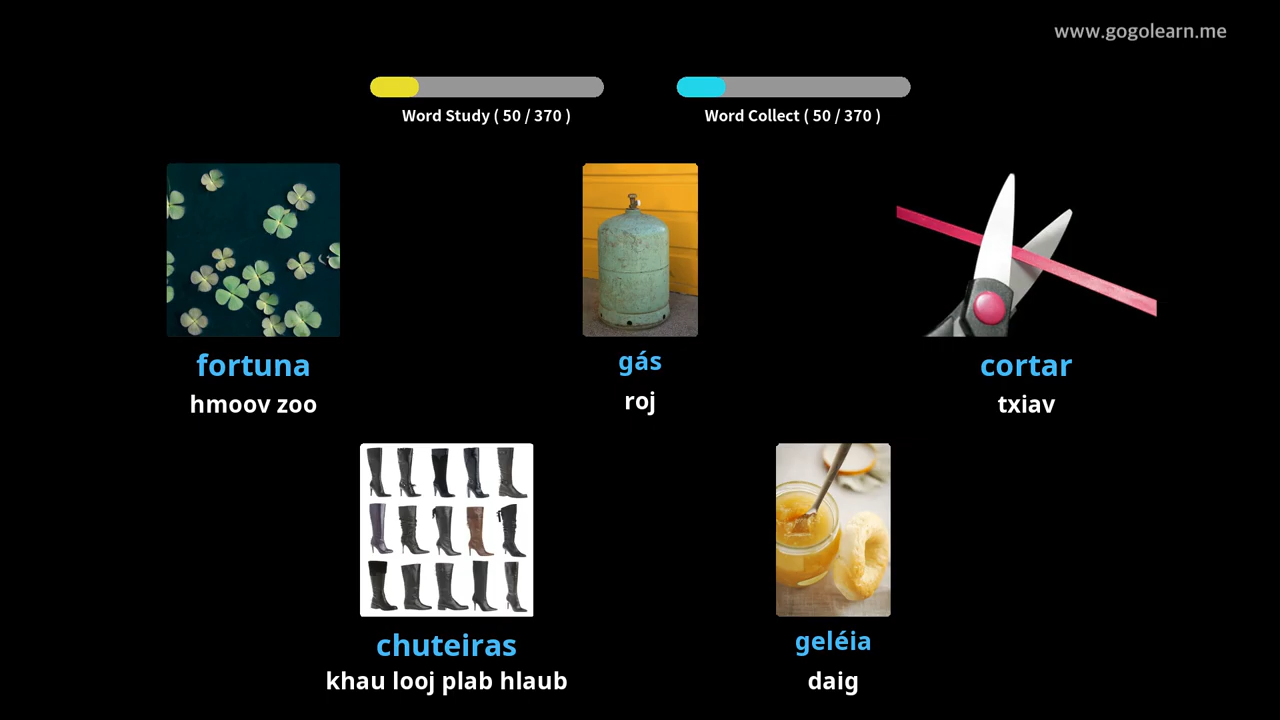 www.gogolearn.me
Word Study ( 50 / 370 )
Word Collect ( 50 / 370 )
fortuna
hmoov zoo
gás
roj
cortar
txiav
chuteiras
khau looj plab hlaub
geléia
daig